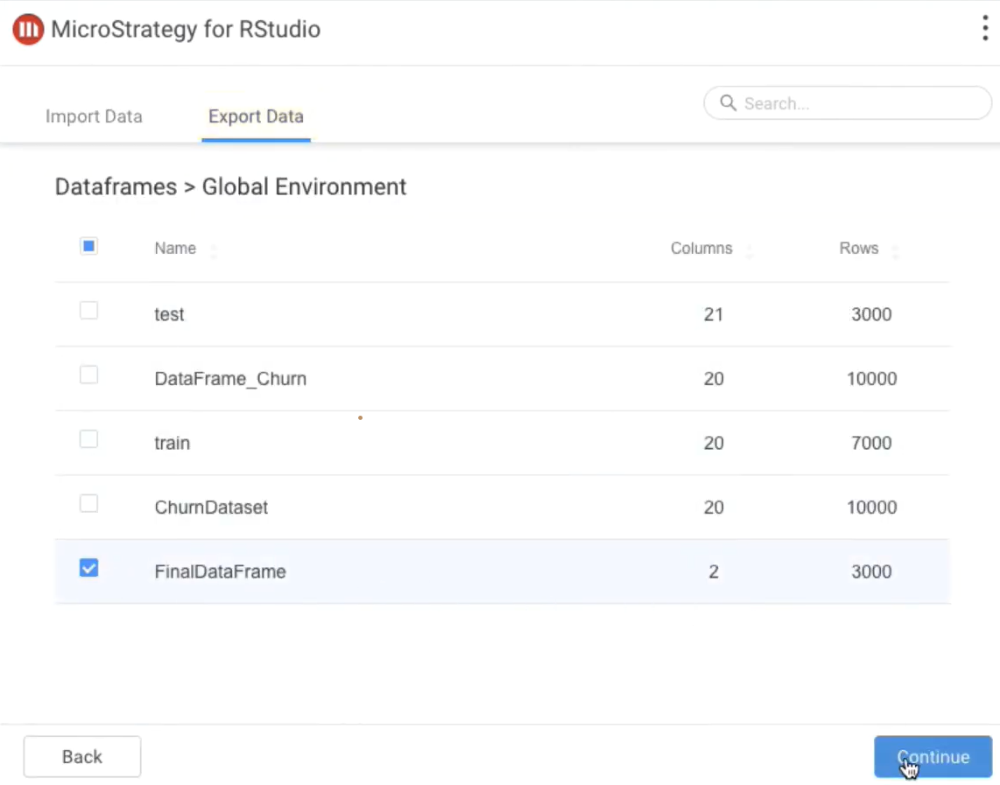 MicroStrategy for RStudio
Import Data Export Data Search...
Dataframes > Global Environment
Name Columns Rows
test 21 3000
DataFrame_Churn 20 10000
train 20 7000
ChurnDataset 20 10000
FinalDataFrame 2 3000
Back Continue